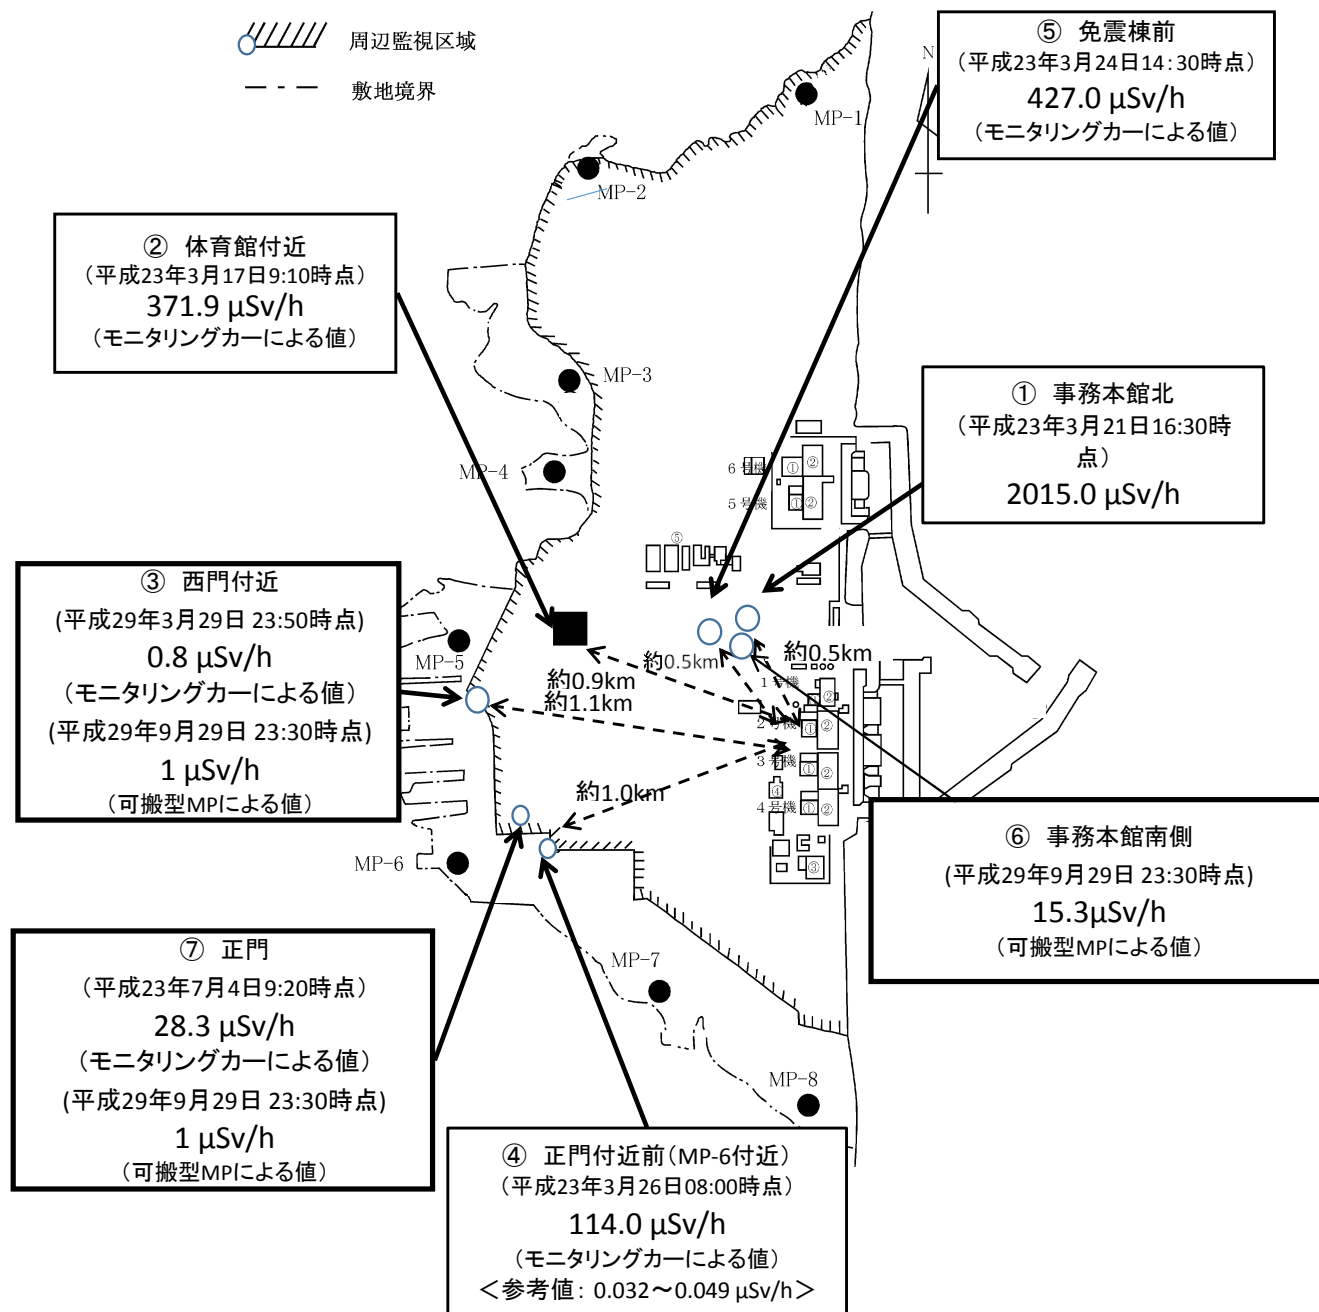 周辺監視区域
敷地境界
⑤ 免震棟前
(平成23年3月24日14:30時点)
427.0 μSv/h
(モニタリングカーによる値)
N
MP-1
MP-2
② 体育館付近
(平成23年3月17日9:10時点)
371.9 μSv/h
(モニタリングカーによる値)
MP-3
① 事務本館北
(平成23年3月21日16:30時
点)
2015.0 μSv/h
MP-4
6号機
① ②
5号機
① ②
⑤
③ 西門付近
(平成29年3月29日 23:50時点)
0.8 μSv/h
(モニタリングカーによる値)
(平成29年9月29日 23:30時点)
1 μSv/h
(可搬型MPによる値)
MP-5
約0.9km
約1.1km
約0.5km
約0.5km
1号機
②
2号機
① ②
3号機
① ②
④
4号機
① ②
③
約1.0km
MP-6
⑥ 事務本館南側
(平成29年9月29日 23:30時点)
15.3μSv/h
(可搬型MPによる値)
⑦ 正門
(平成23年7月4日9:20時点)
28.3 μSv/h
(モニタリングカーによる値)
(平成29年9月29日 23:30時点)
1 μSv/h
(可搬型MPによる値)
MP-7
MP-8
④ 正門付近前(MP-6付近)
(平成23年3月26日08:00時点)
114.0 μSv/h
(モニタリングカーによる値)
<参考値: 0.032～0.049 μSv/h>